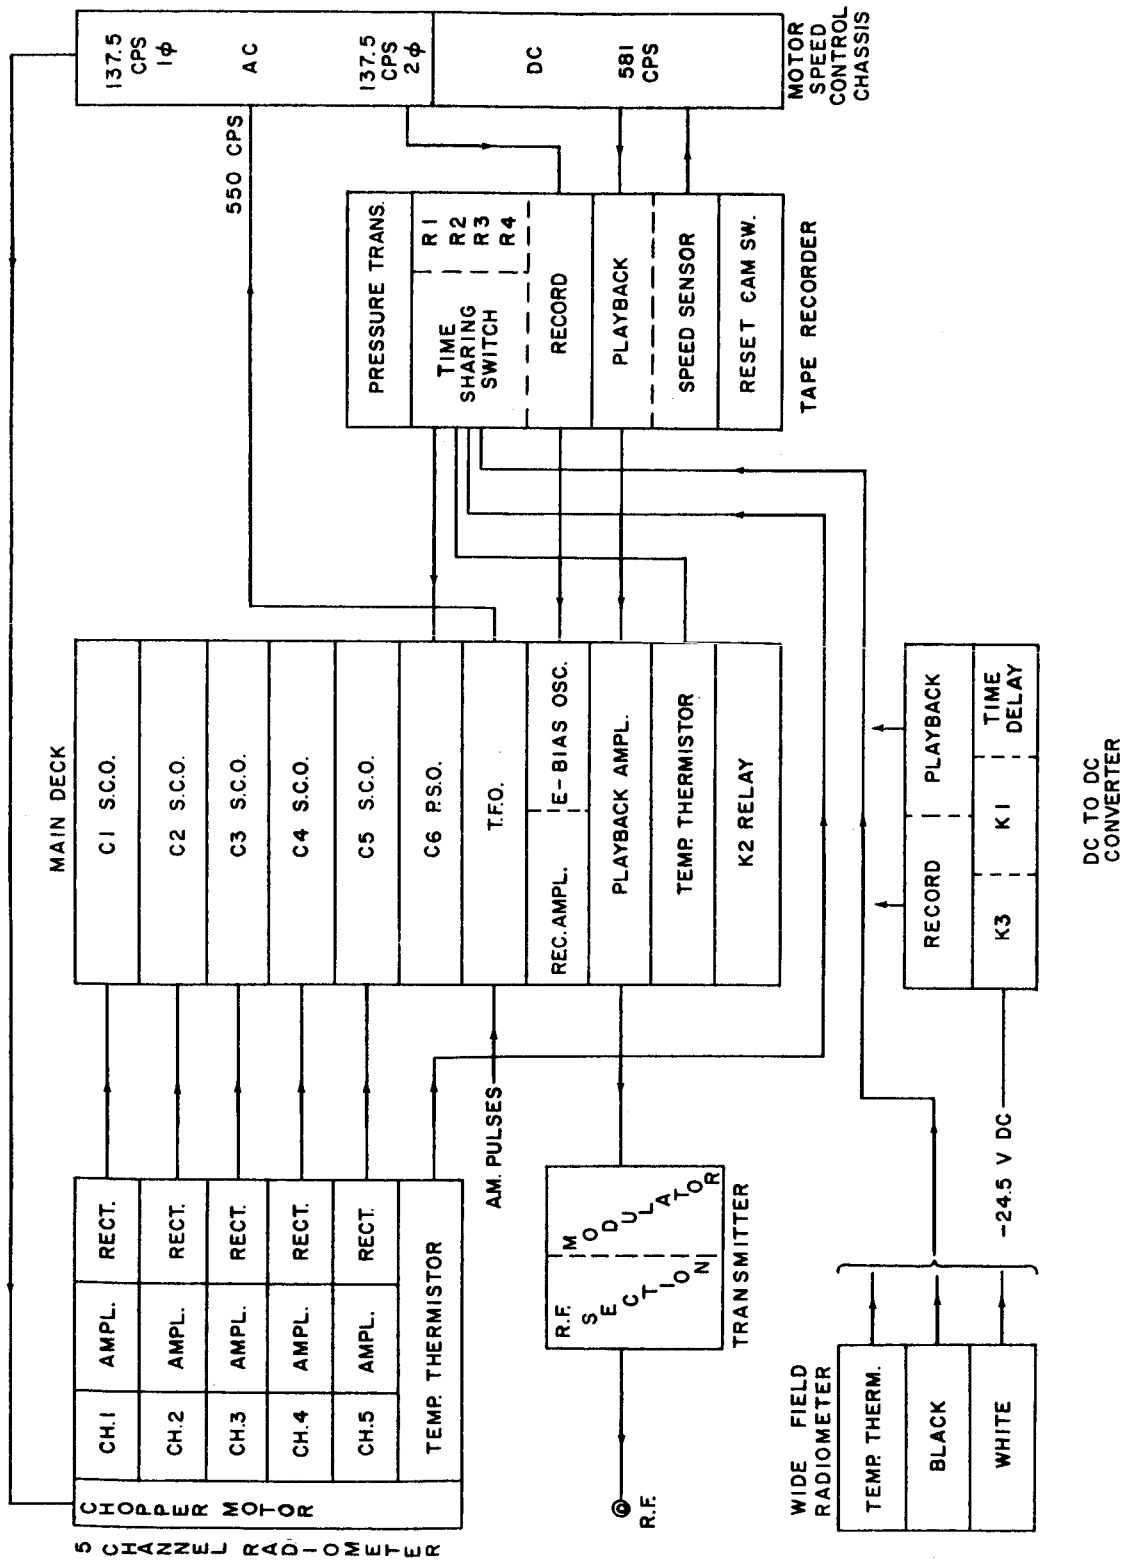 5 CHANNEL RADIOMETER
CHOPPER MOTOR
CH.1 AMPL. RECT.
CH.2 AMPL. RECT.
CH.3 AMPL. RECT.
CH.4 AMPL. RECT.
CH.5 AMPL. RECT.
TEMP. THERMISTOR
MAIN DECK
C1 S.C.O.
C2 S.C.O.
C3 S.C.O.
C4 S.C.O.
C5 S.C.O.
C6 P.S.O.
T.F.O.
REC. AMPL. E-BIAS OSC.
PLAYBACK AMPL.
TEMP. THERMISTOR
K2 RELAY
AM. PULSES
550 CPS
137.5
CPS
1ϕ
AC
137.5
CPS
2ϕ
DC
581
CPS
MOTOR
SPEED
CONTROL
CHASSIS
PRESSURE TRANS.
TIME
SHARING
SWITCH
R1
R2
R3
R4
RECORD
PLAYBACK
SPEED SENSOR
RESET CAM SW.
TAPE RECORDER
R.F.
SECTION
MODULATOR
TRANSMITTER
R.F.
WIDE FIELD
RADIOMETER
TEMP. THERM.
BLACK
WHITE
-24.5 V DC
RECORD PLAYBACK
K3 K1 TIME
DELAY
DC TO DC
CONVERTER